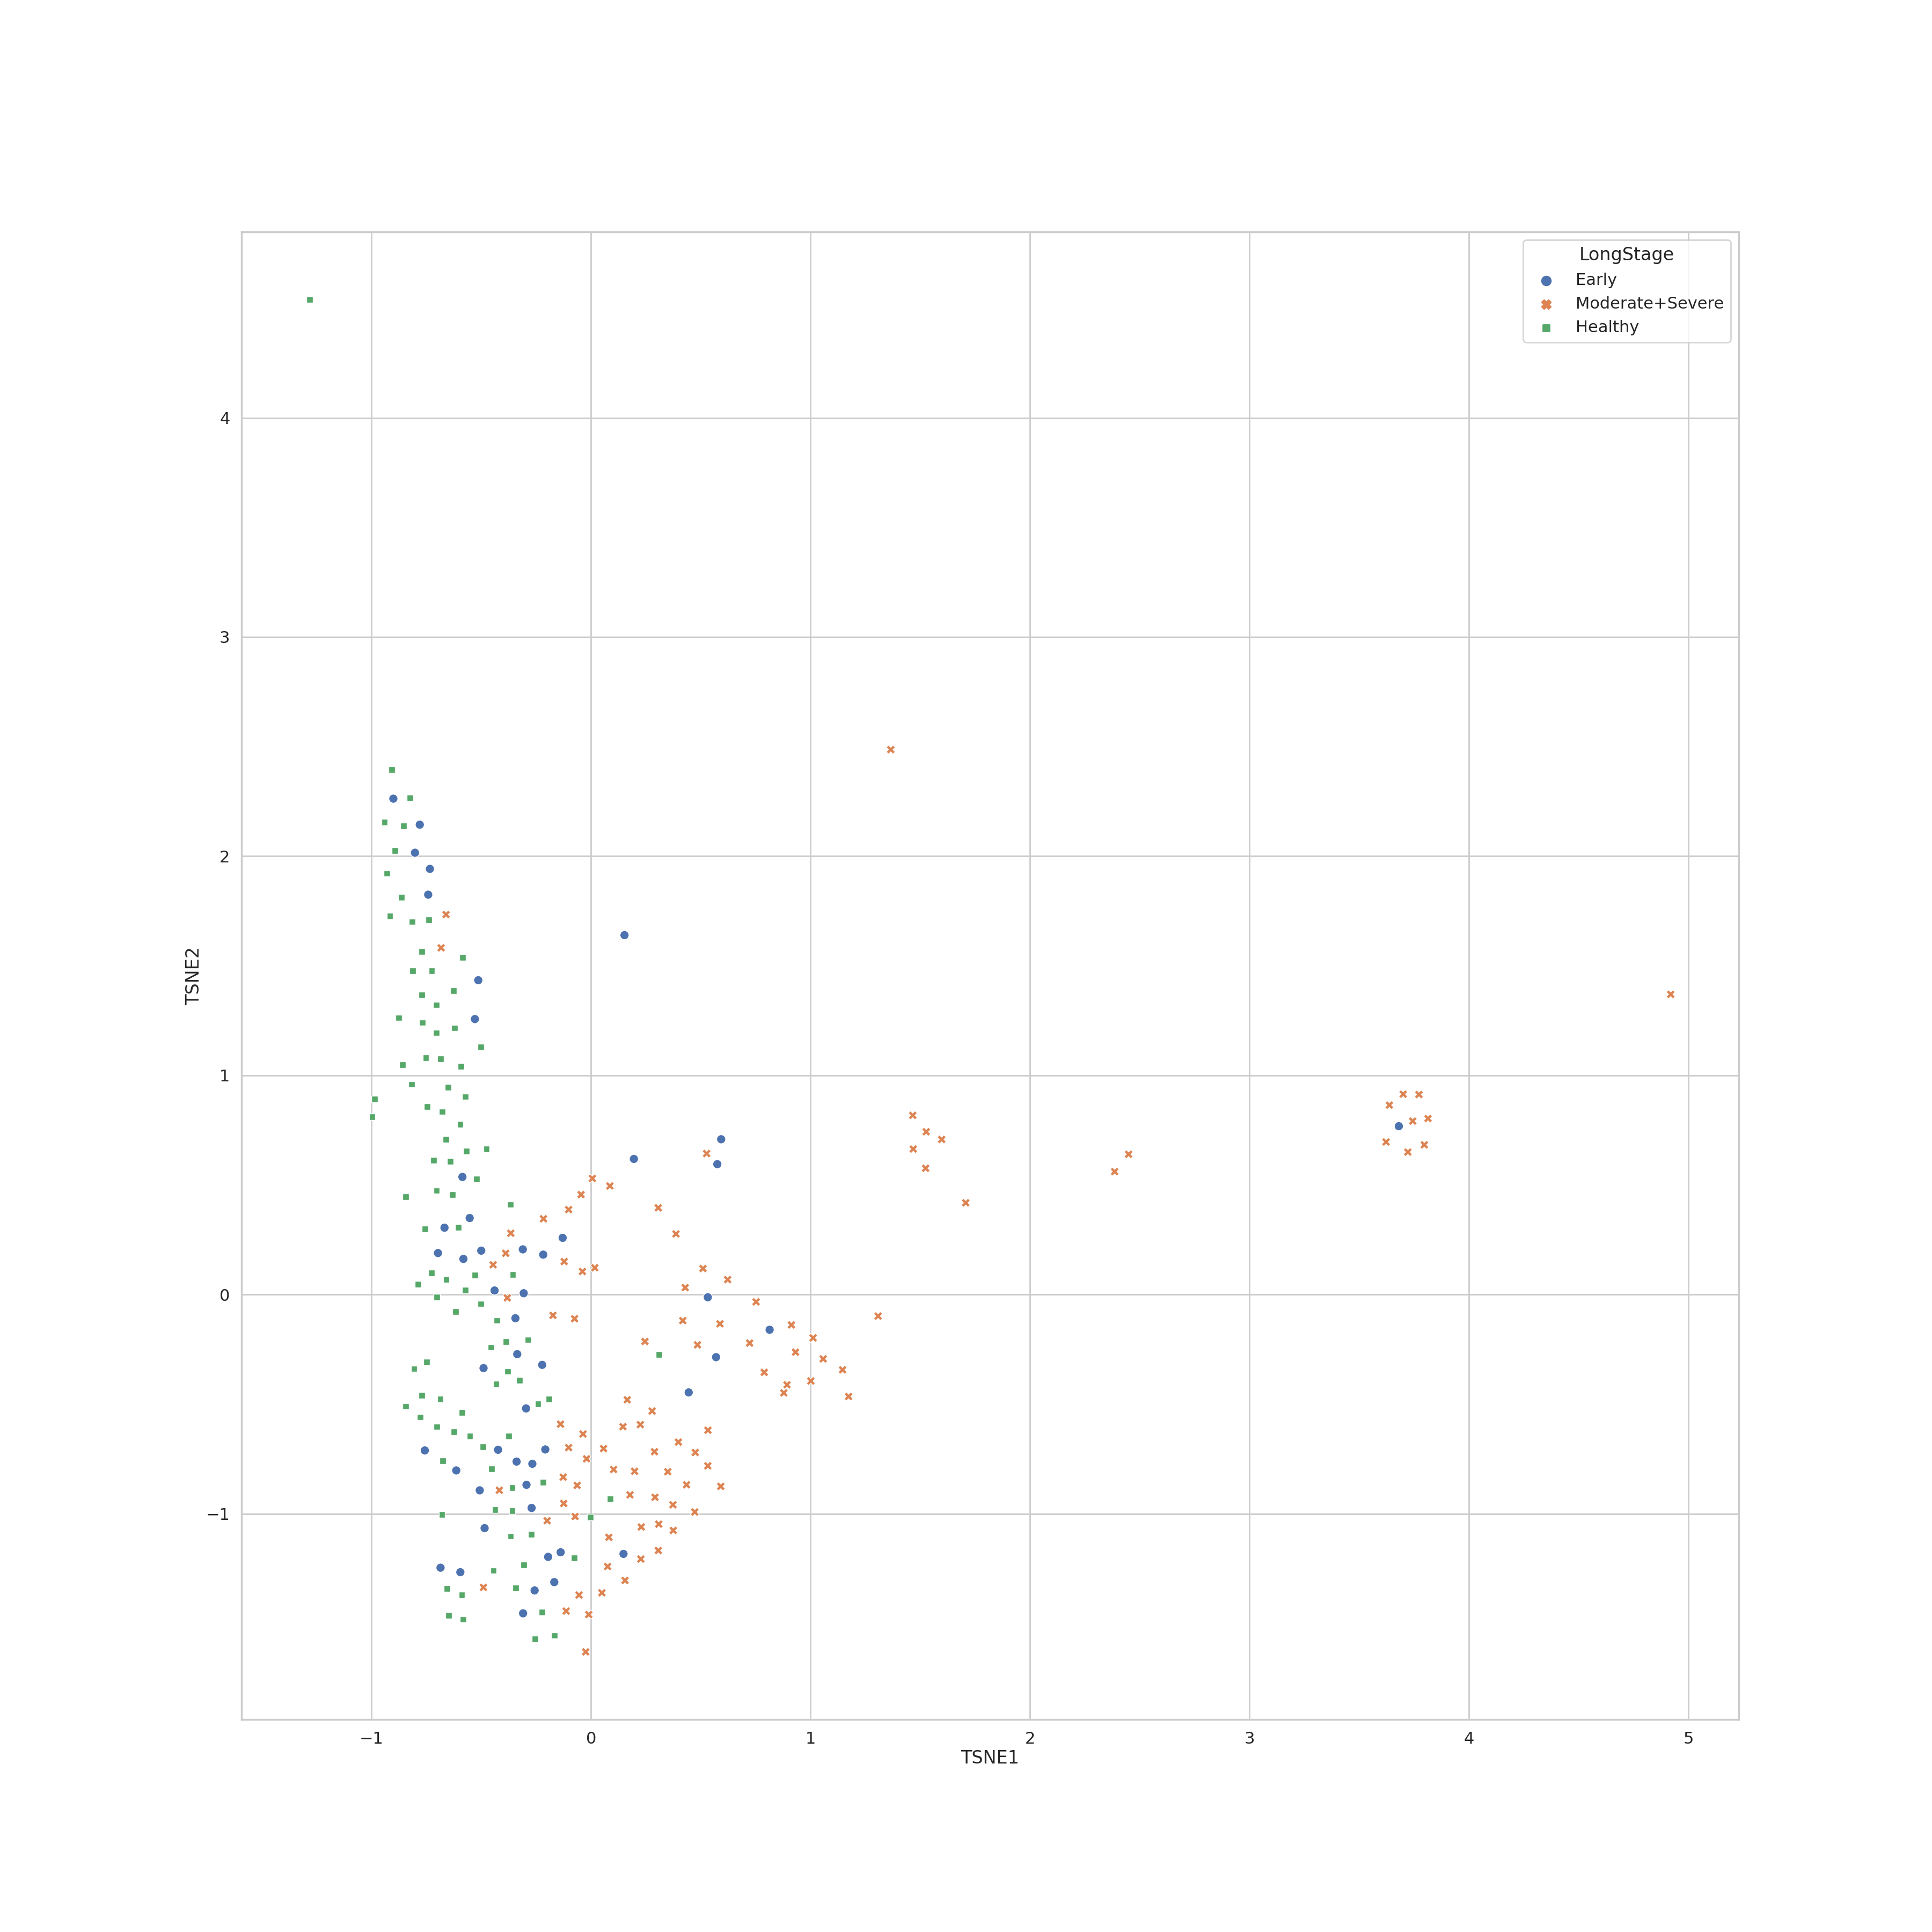 LongStage
Early
Moderate+Severe
Healthy
4
3
2
1
0
−1
TSNE2
−1 0 1 2 3 4 5
TSNE1